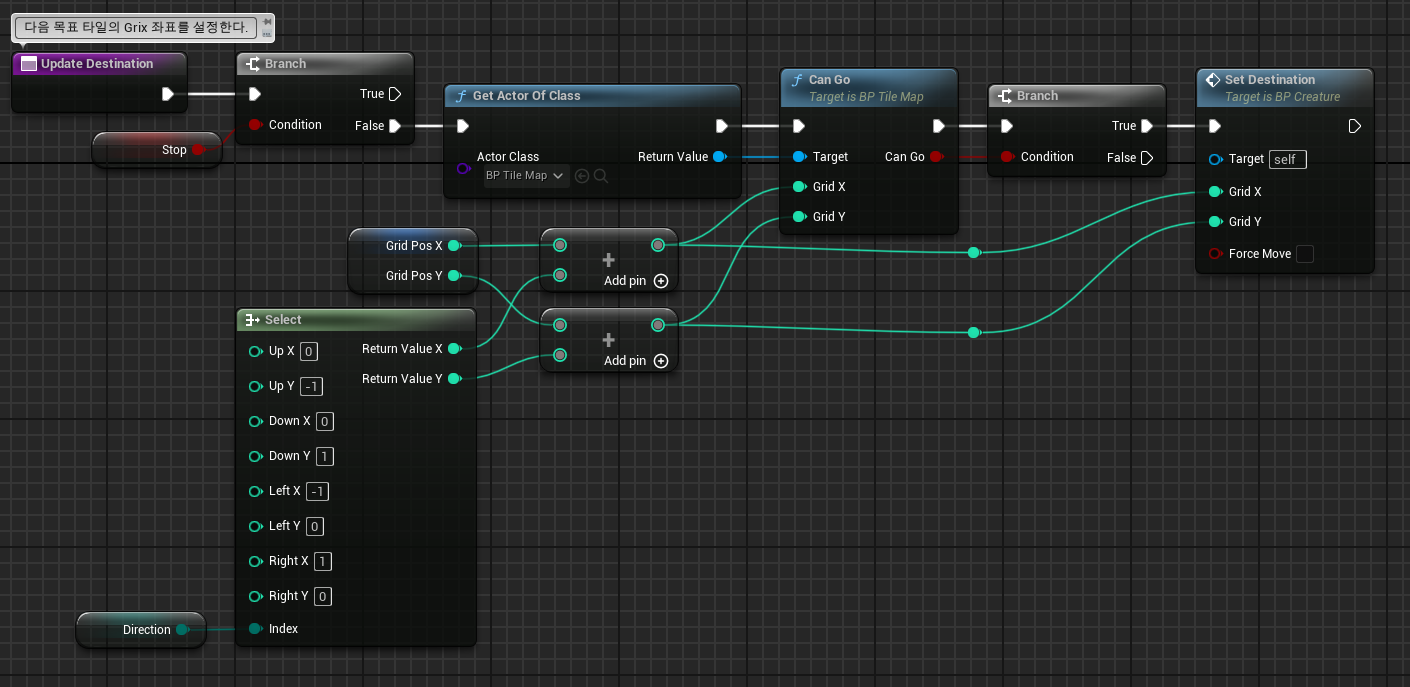 다음 목표 타일의 Grix 좌표를 설정한다.
Update Destination
Branch
True
Condition
False
Stop
Get Actor Of Class
Actor Class
BP Tile Map
Return Value
Can Go
Target is BP Tile Map
Target
Can Go
Grid X
Grid Y
Branch
True
Condition
False
Set Destination
Target is BP Creature
Target
self
Grid X
Grid Y
Force Move
Grid Pos X
Grid Pos Y
+
Add pin
+
Add pin
Select
Up X 0
Return Value X
Up Y -1
Return Value Y
Down X 0
Down Y 1
Left X -1
Left Y 0
Right X 1
Right Y 0
Index
Direction